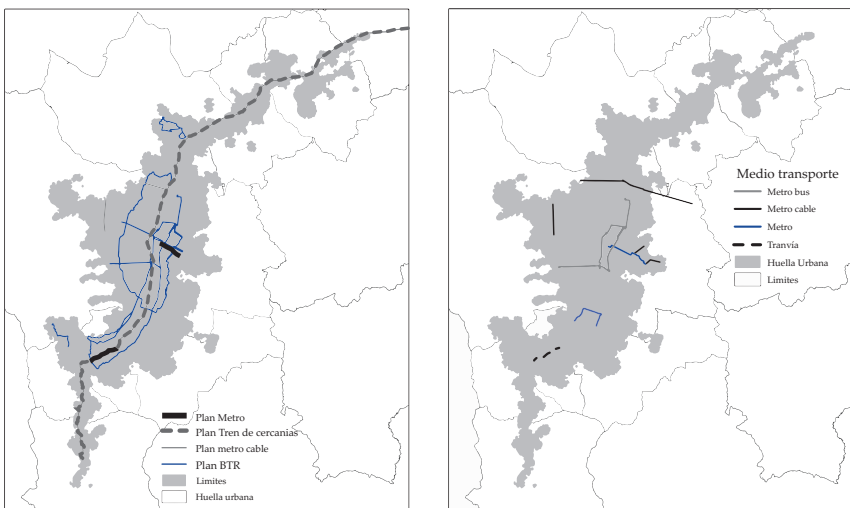 Plan Metro
Plan Tren de cercanias
Plan metro cable
Plan BTR
Limites
Huella urbana
Medio transporte
Metro bus
Metro cable
Metro
Tranvía
Huella Urbana
Limites